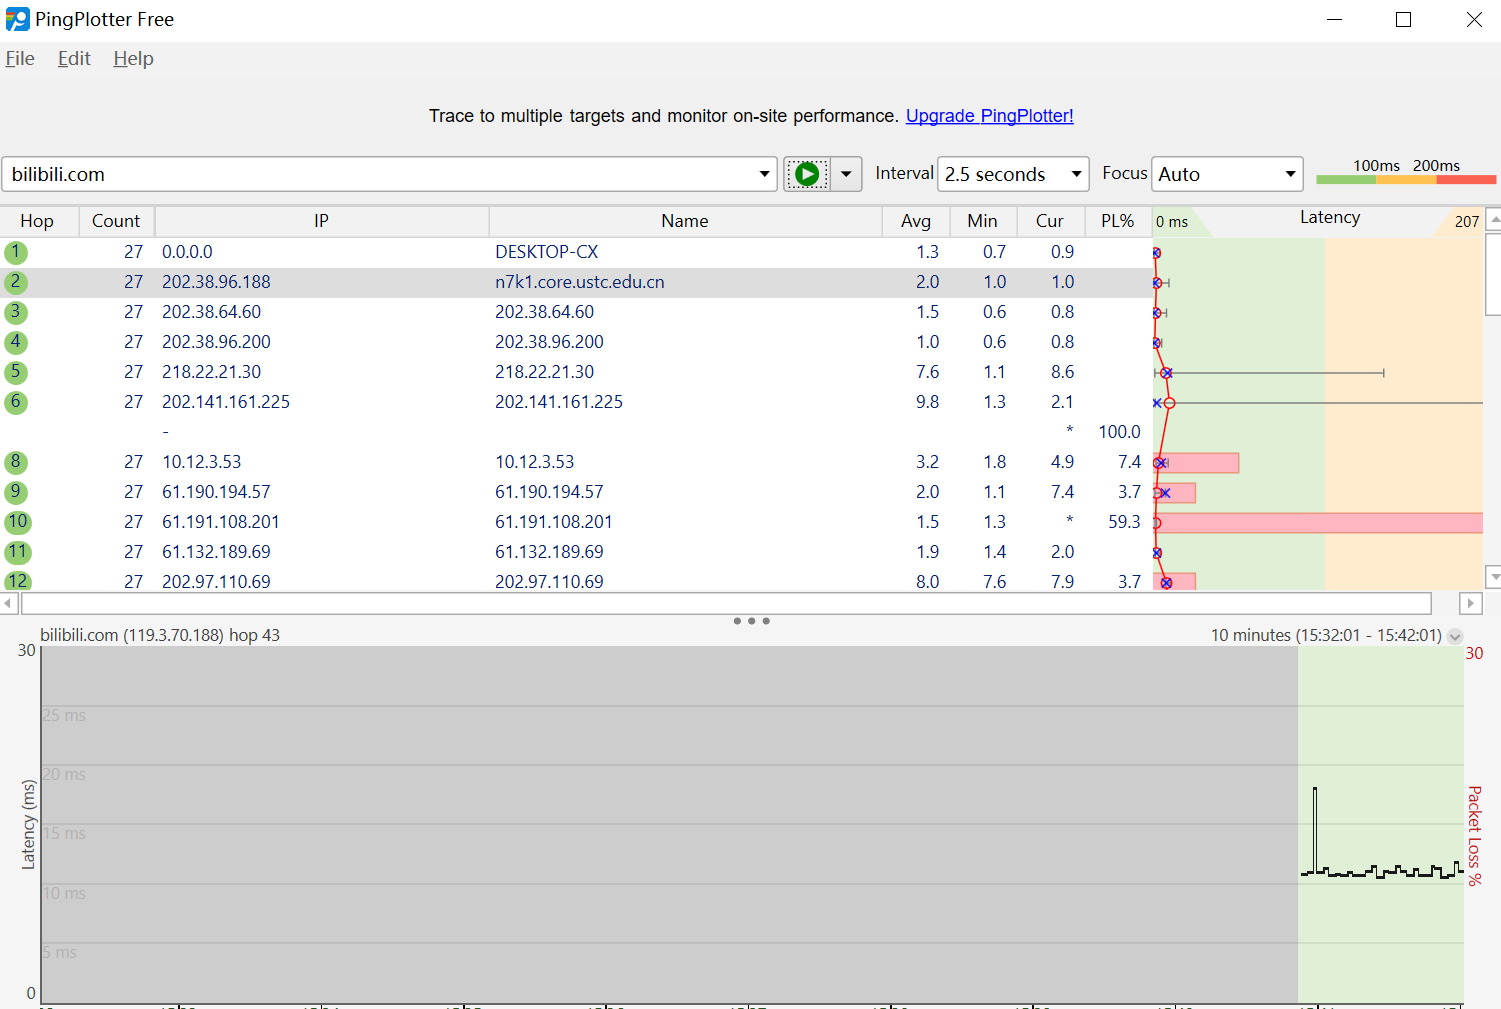 PingPlotter Free
File Edit Help
Trace to multiple targets and monitor on-site performance. Upgrade PingPlotter!
bilibili.com Interval 2.5 seconds Focus Auto 100ms 200ms
Hop Count IP Name Avg Min Cur PL% 0 ms Latency 207
1 27 0.0.0.0 DESKTOP-CX 1.3 0.7 0.9
2 27 202.38.96.188 n7k1.core.ustc.edu.cn 2.0 1.0 1.0
3 27 202.38.64.60 202.38.64.60 1.5 0.6 0.8
4 27 202.38.96.200 202.38.96.200 1.0 0.6 0.8
5 27 218.22.21.30 218.22.21.30 7.6 1.1 8.6
6 27 202.141.161.225 202.141.161.225 9.8 1.3 2.1
- * 100.0
8 27 10.12.3.53 10.12.3.53 3.2 1.8 4.9 7.4
9 27 61.190.194.57 61.190.194.57 2.0 1.1 7.4 3.7
10 27 61.191.108.201 61.191.108.201 1.5 1.3 * 59.3
11 27 61.132.189.69 61.132.189.69 1.9 1.4 2.0
12 27 202.97.110.69 202.97.110.69 8.0 7.6 7.9 3.7
bilibili.com (119.3.70.188) hop 43 10 minutes (15:32:01 - 15:42:01)
30 30
25 ms
20 ms
15 ms
10 ms
5 ms
0
Latency (ms)
Packet Loss %